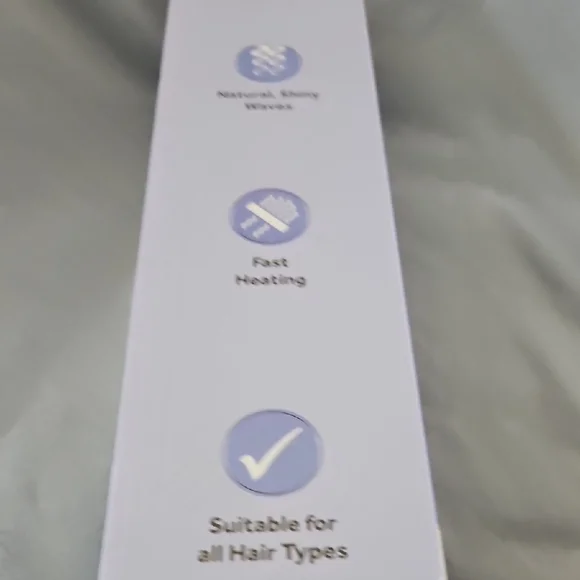 Natural, Shiny
Waves
Fast
Heating
Suitable for
all Hair Types